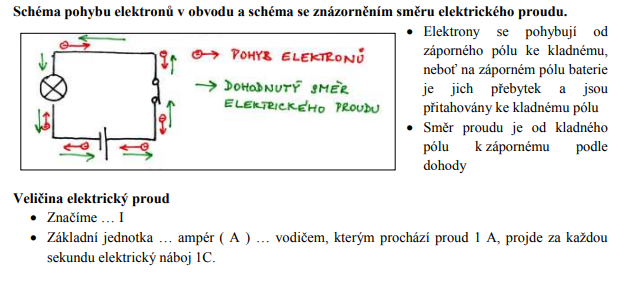 Schéma pohybu elektronů v obvodu a schéma se znázorněním směru elektrického proudu.
POHYB ELEKTRONŮ
DOHODNUTÝ SMĚR
ELEKTRICKÉHO PROUDU
• Elektrony se pohybují od
záporného pólu ke kladnému,
neboť na záporném pólu baterie
je jich přebytek a jsou
přitahovány ke kladnému pólu
• Směr proudu je od kladného
pólu k zápornému podle
dohody
Veličina elektrický proud
• Značíme … I
• Základní jednotka … ampér ( A ) … vodičem, kterým prochází proud 1 A, projde za každou
sekundu elektrický náboj 1C.